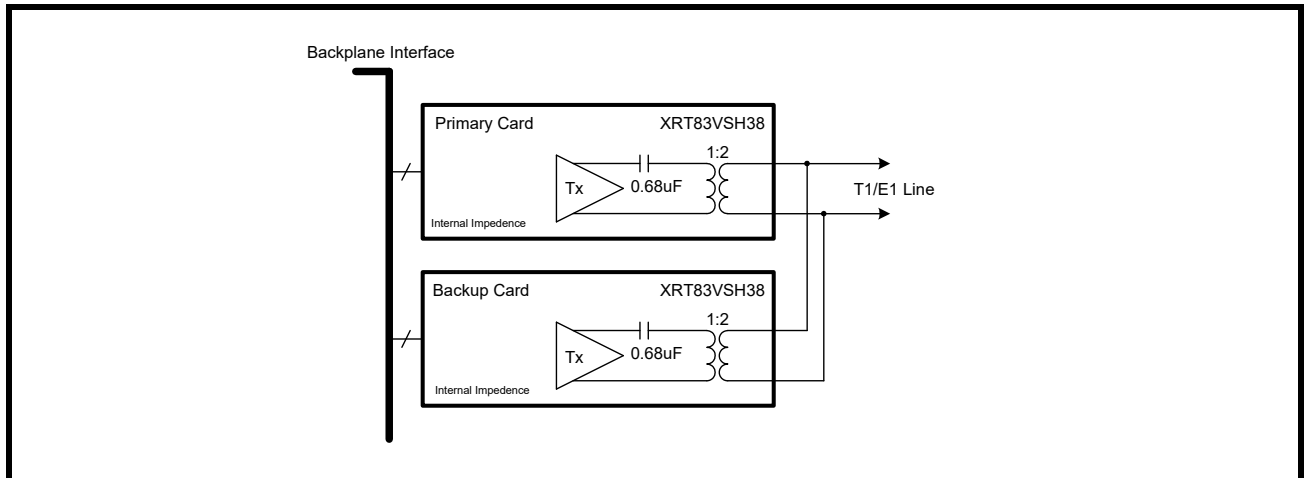 Backplane Interface
Primary Card
XRT83VSH38
1:2
Tx
0.68uF
T1/E1 Line
Internal Impedence
Backup Card
XRT83VSH38
1:2
Tx
0.68uF
Internal Impedence